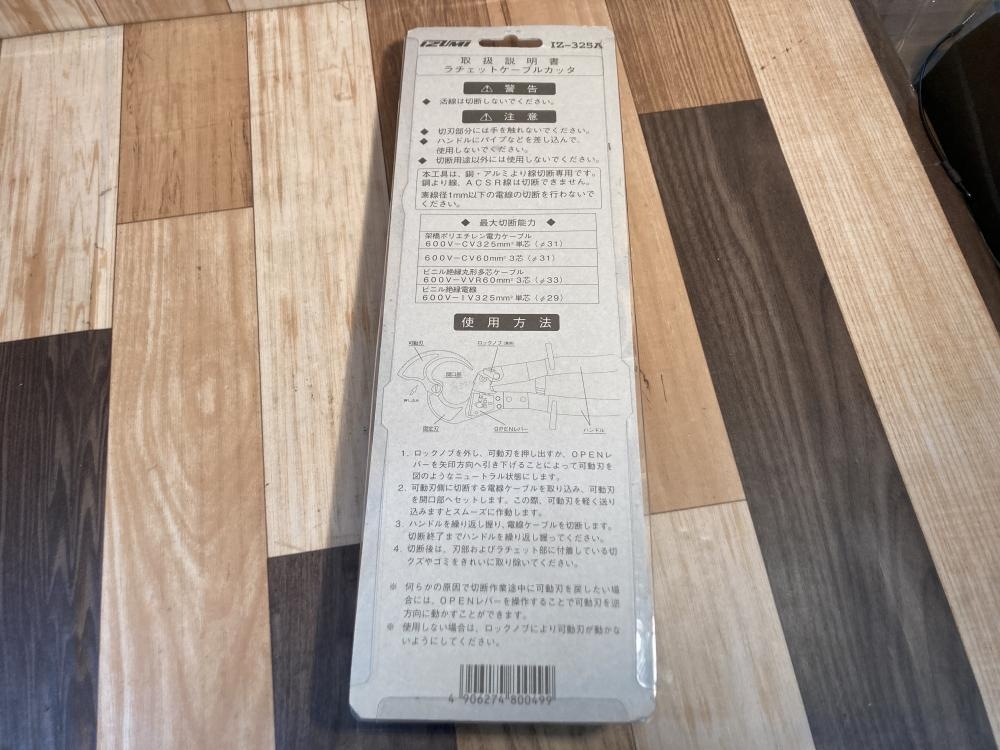 IZUMI IZ-325A
取扱説明書
ラチェットケーブルカッタ
⚠ 警告
◆ 活線は切断しないでください。
⚠ 注意
◆ 切刃部分には手を触れないでください。
◆ ハンドルにパイプなどを差し込んで、
使用しないでください。
◆ 切断用途以外には使用しないでください。
本工具は、銅・アルミより線切断専用です。
鋼より線、ACSR線は切断できません。
素線径1mm以下の電線の切断を行わないで
ください。
◆ 最大切断能力 ◆
架橋ポリエチレン電力ケーブル
600V-CV325mm² 単芯 (φ31)
600V-CV60mm² 3芯 (φ31)
ビニル絶縁丸形多芯ケーブル
600V-VVR60mm² 3芯 (φ33)
ビニル絶縁電線
600V-IV325mm² 単芯 (φ29)
使用方法
可動刃
ロックノブ
開口部
固定刃
OPENレバー
ハンドル
1. ロックノブを外し、可動刃を押し出すか、OPENレ
バーを矢印方向へ引き下げることによって可動刃を
図のようなニュートラル状態にします。
2. 可動刃側に切断する電線ケーブルを取り込み、可動刃
を開口部へセットします。この際、可動刃を軽く送り
込みますとスムーズに作動します。
3. ハンドルを繰り返し握り、電線ケーブルを切断します。
切断終了までハンドルを繰り返し握ってください。
4. 切断後は、刃部およびラチェット部に付着している切
クズやゴミをきれいに取り除いてください。
※ 何らかの原因で切断作業途中に可動刃を戻したい場
合には、OPENレバーを操作することで可動刃を逆
方向に動かすことができます。
※ 使用しない場合は、ロックノブにより可動刃が動かな
いようにしてください。
4 906274 800499